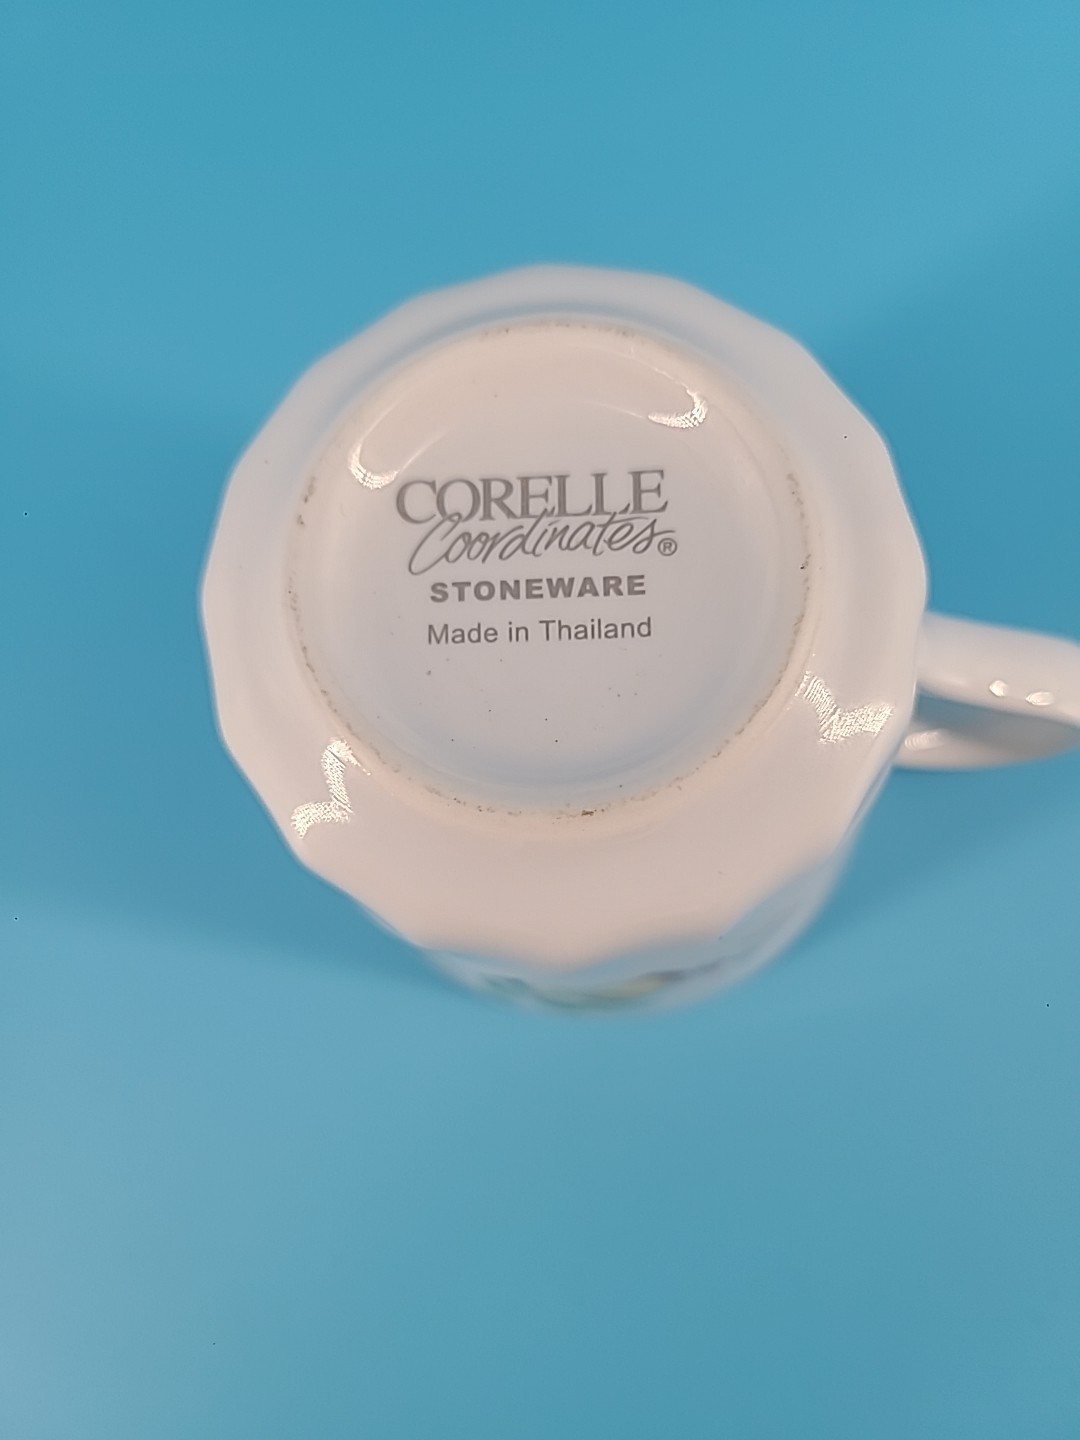 CORELLE
Coordinates®
STONEWARE
Made in Thailand